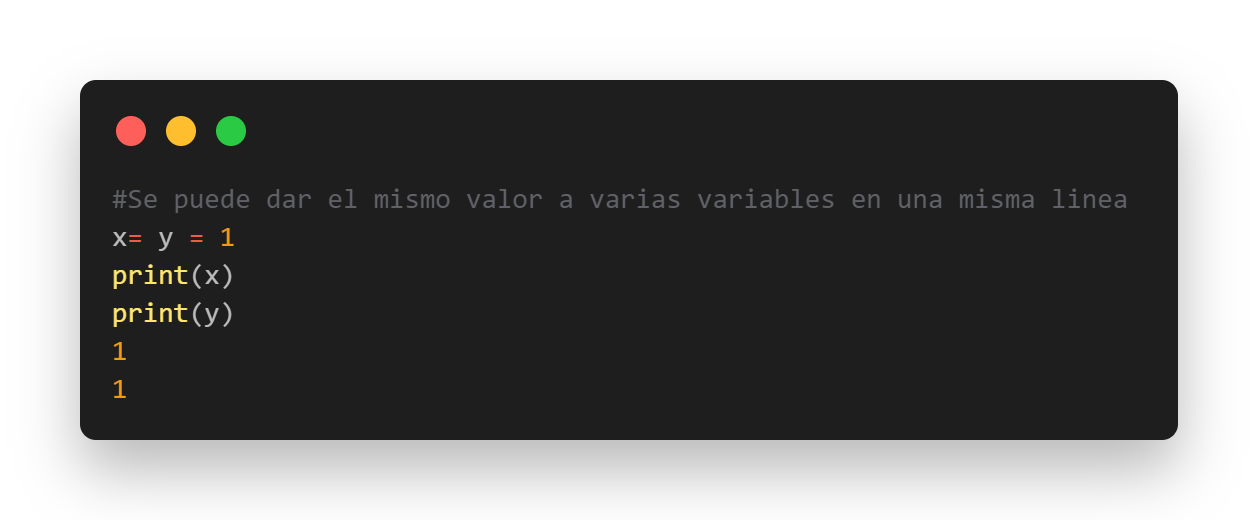 #Se puede dar el mismo valor a varias variables en una misma linea
x= y = 1
print(x)
print(y)
1
1